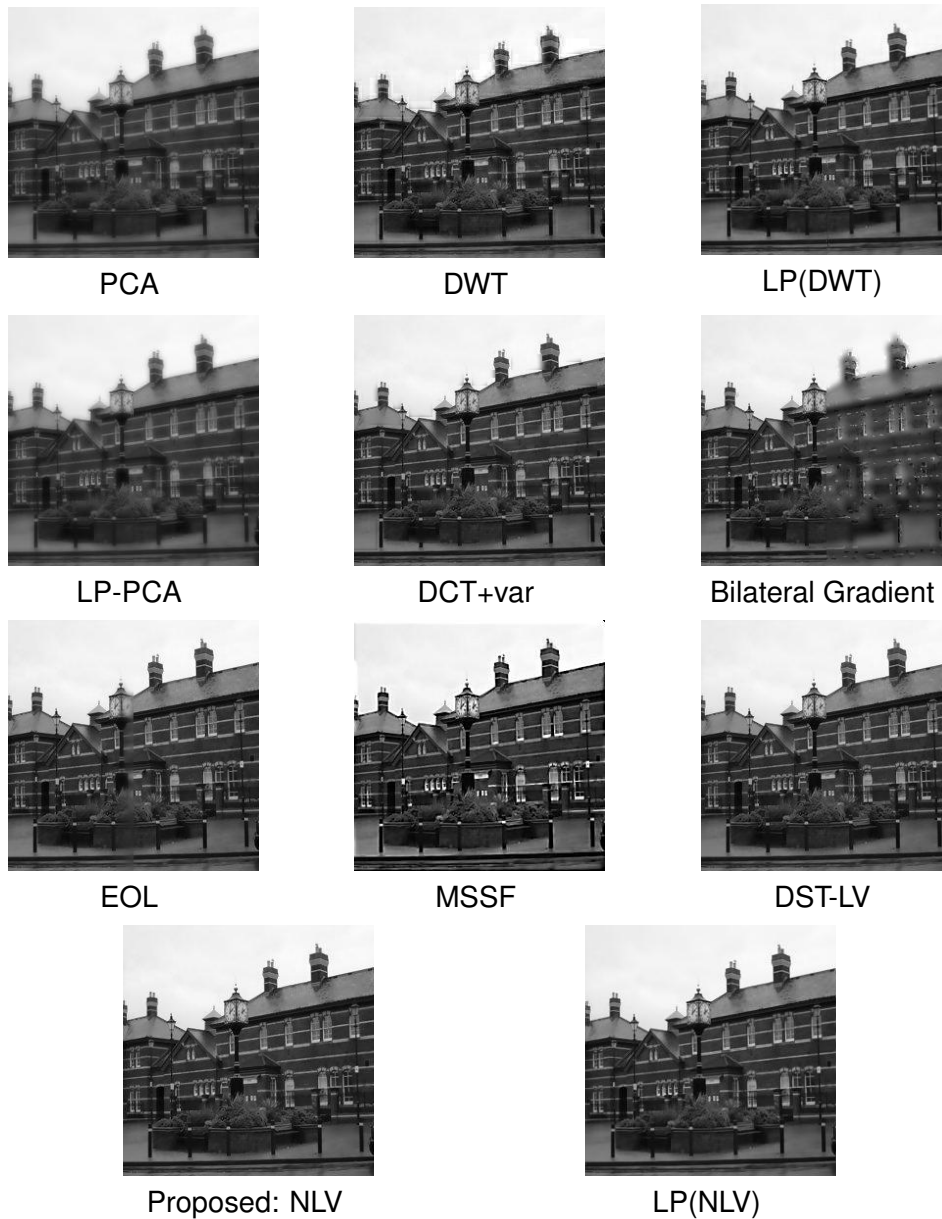 PCA
DWT
LP(DWT)
LP-PCA
DCT+var
Bilateral Gradient
EOL
MSSF
DST-LV
Proposed: NLV
LP(NLV)